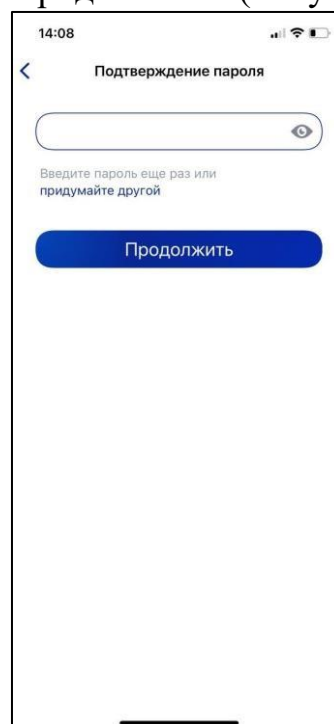 14:08
Подтверждение пароля
Введите пароль еще раз или
придумайте другой
Продолжить